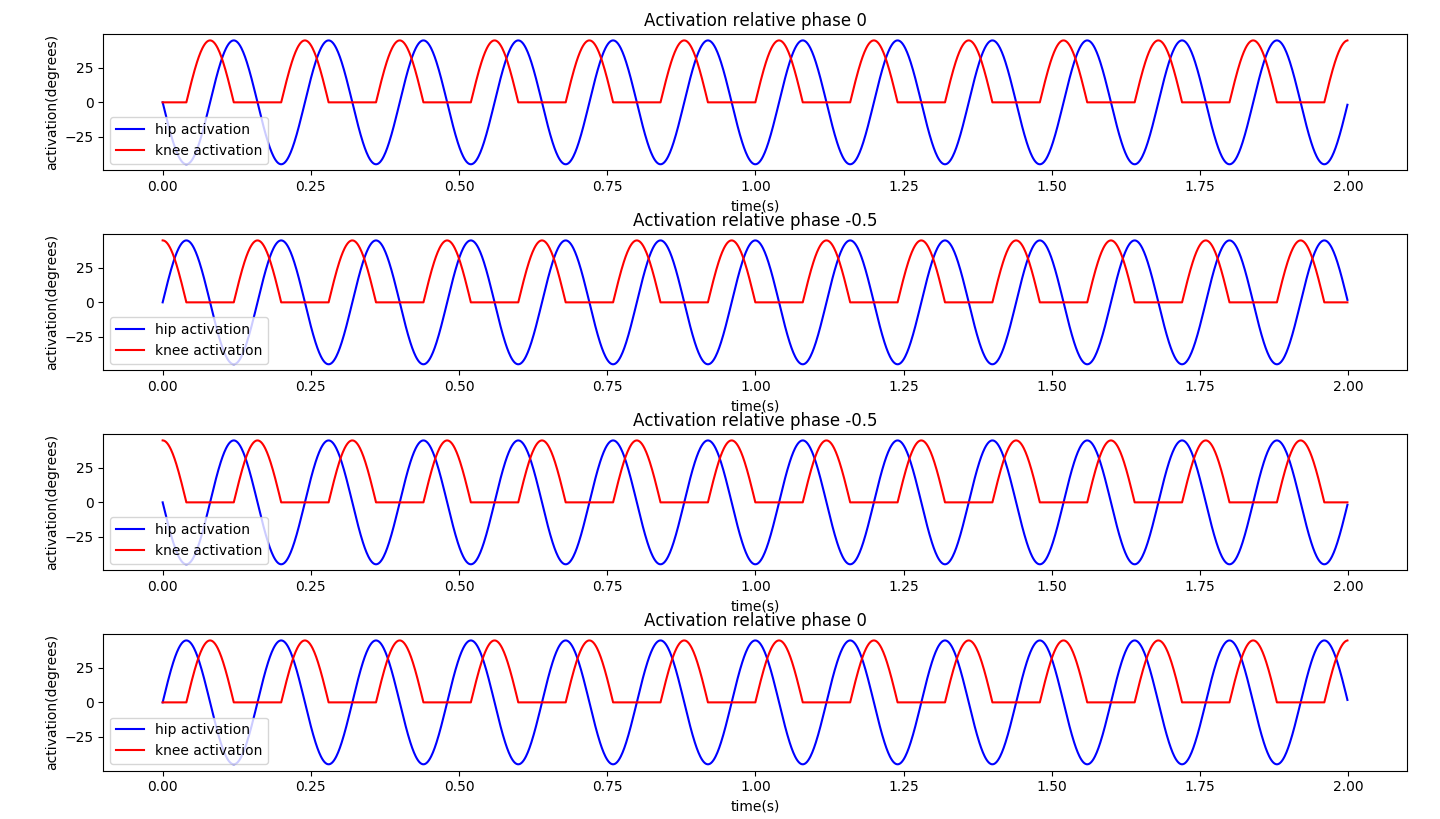 Activation relative phase 0
activation(degrees)
25
0
−25
hip activation
knee activation
0.00 0.25 0.50 0.75 1.00 1.25 1.50 1.75 2.00
time(s)
Activation relative phase -0.5
activation(degrees)
25
0
−25
hip activation
knee activation
0.00 0.25 0.50 0.75 1.00 1.25 1.50 1.75 2.00
time(s)
Activation relative phase -0.5
activation(degrees)
25
0
−25
hip activation
knee activation
0.00 0.25 0.50 0.75 1.00 1.25 1.50 1.75 2.00
time(s)
Activation relative phase 0
activation(degrees)
25
0
−25
hip activation
knee activation
0.00 0.25 0.50 0.75 1.00 1.25 1.50 1.75 2.00
time(s)